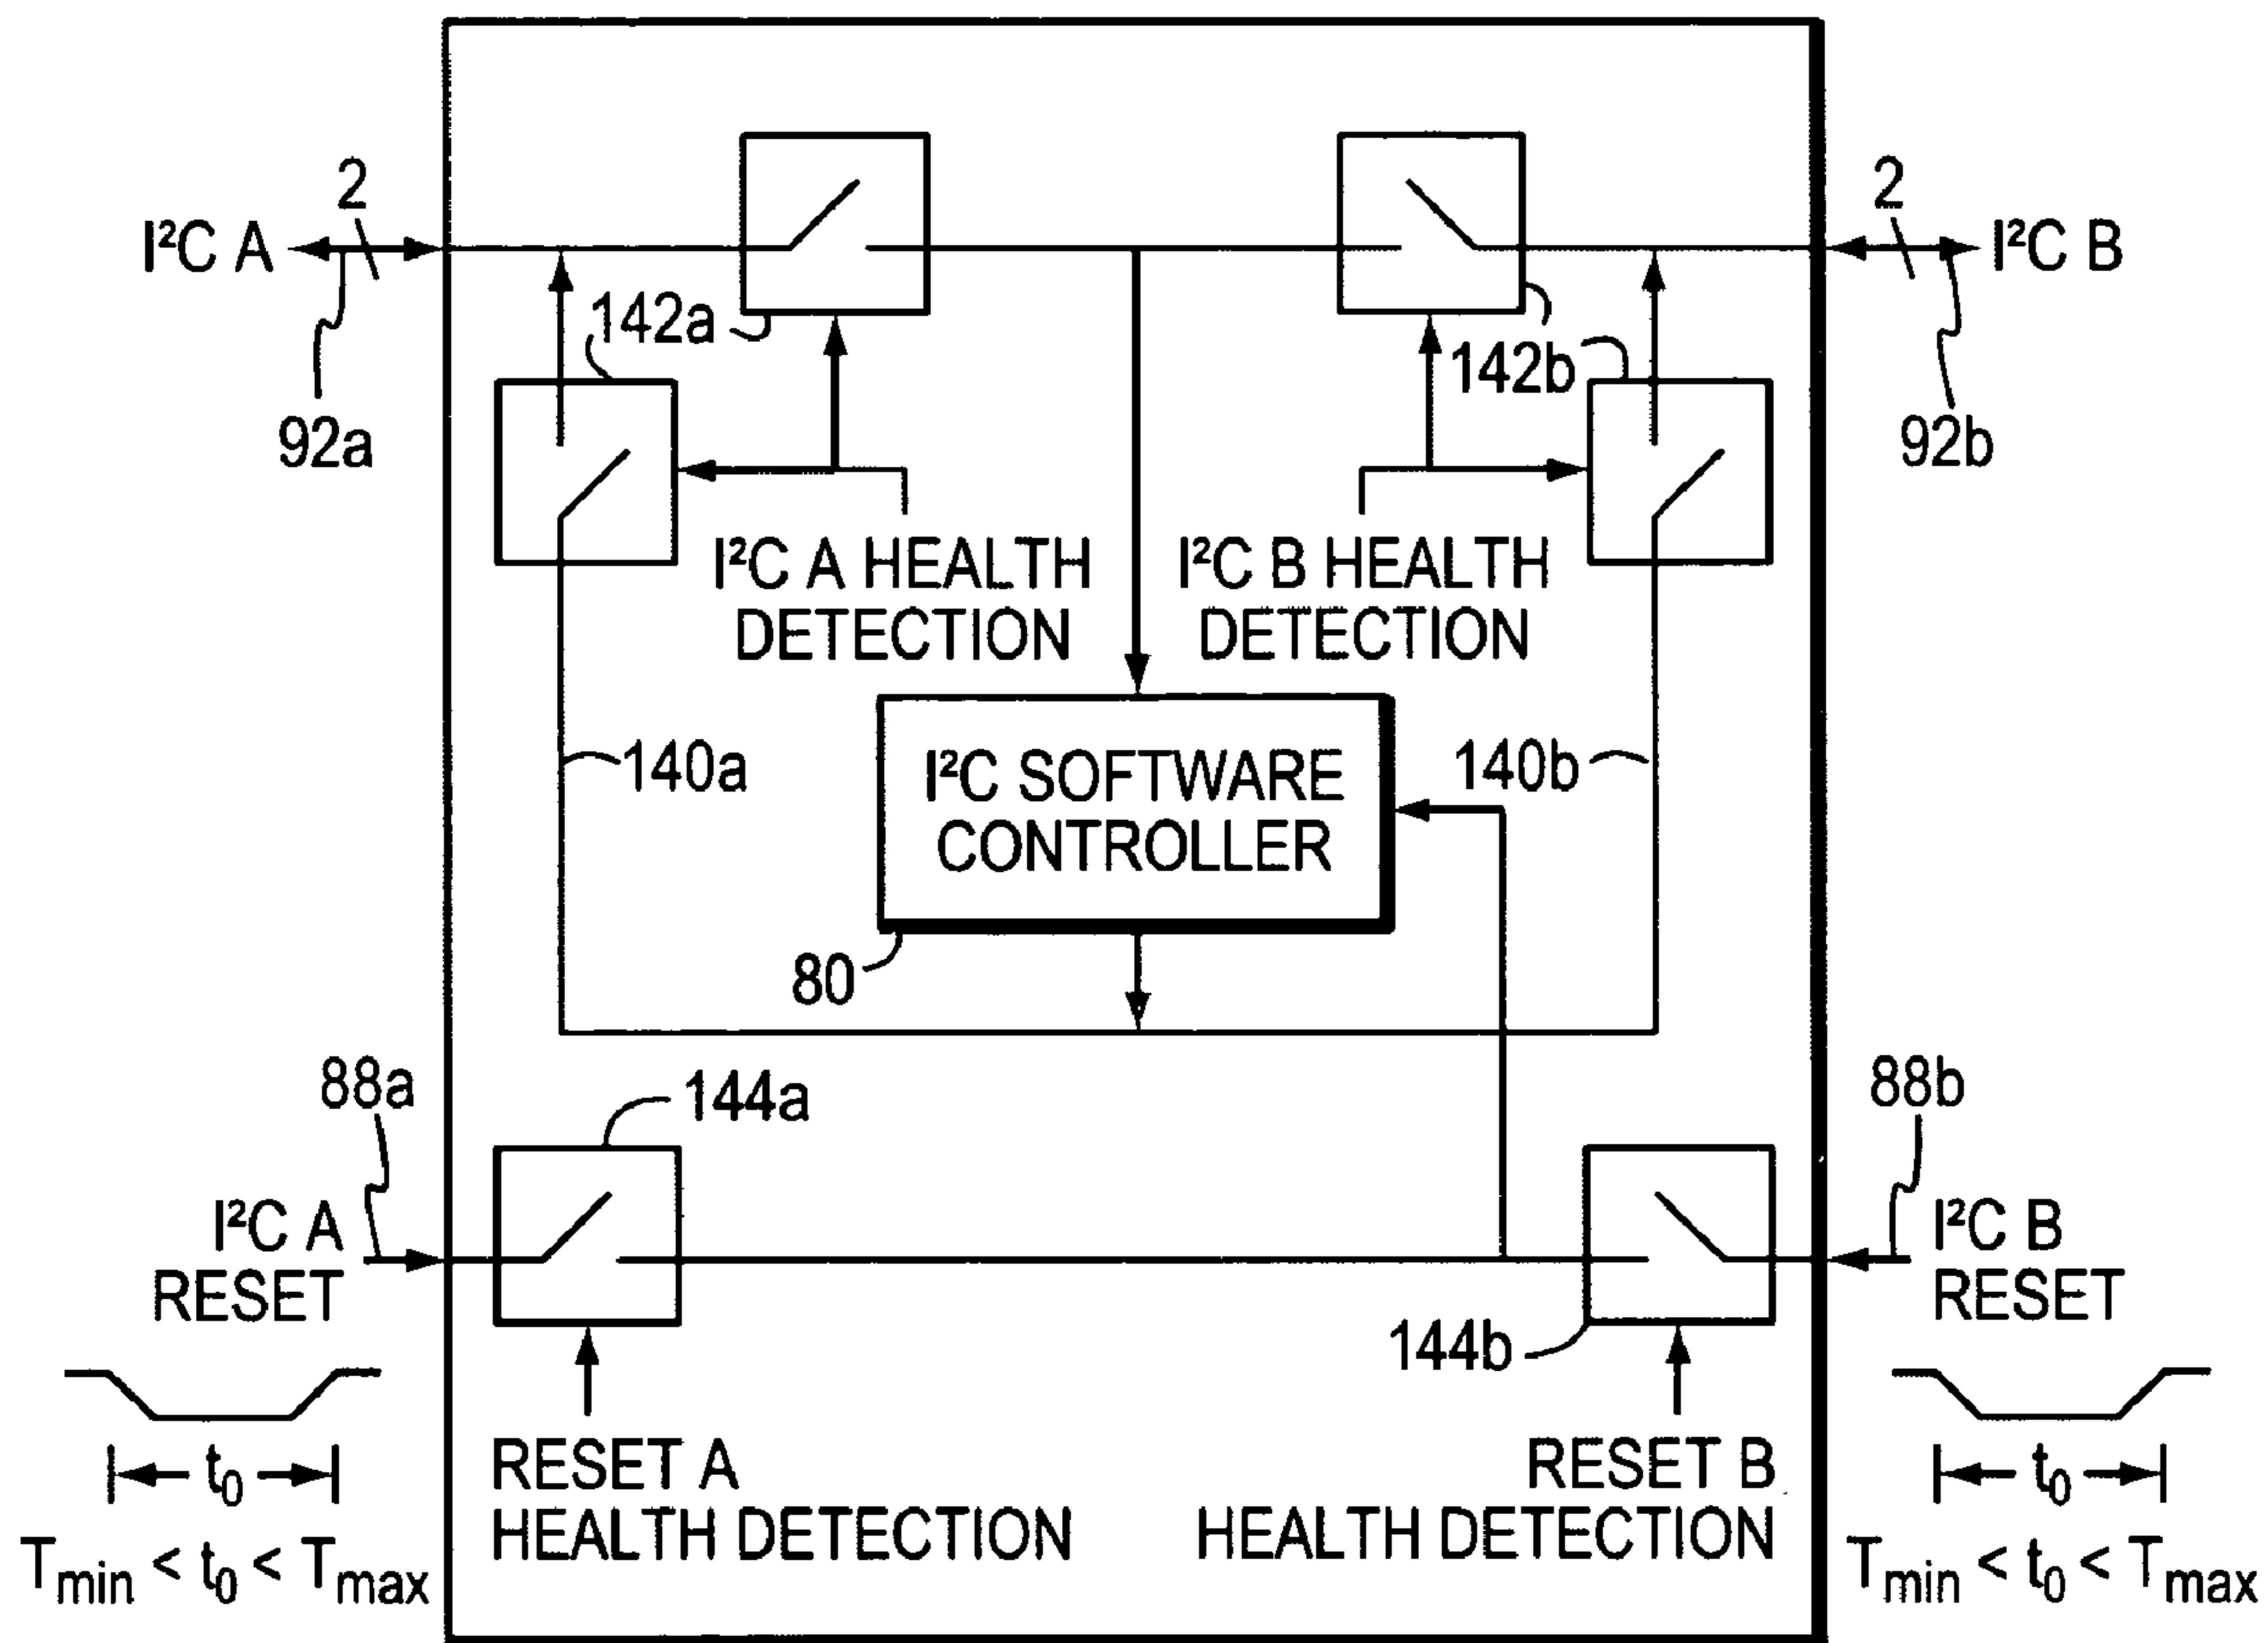 2
2
I²C A
I²C B
142a
142b
92a
92b
I²C A HEALTH
DETECTION
I²C B HEALTH
DETECTION
140a
I²C SOFTWARE
CONTROLLER
140b
80
88a
144a
88b
I²C A
RESET
I²C B
RESET
144b
t₀
RESET A
HEALTH DETECTION
RESET B
HEALTH DETECTION
t₀
Tmin < t₀ < Tmax
Tmin < t₀ < Tmax